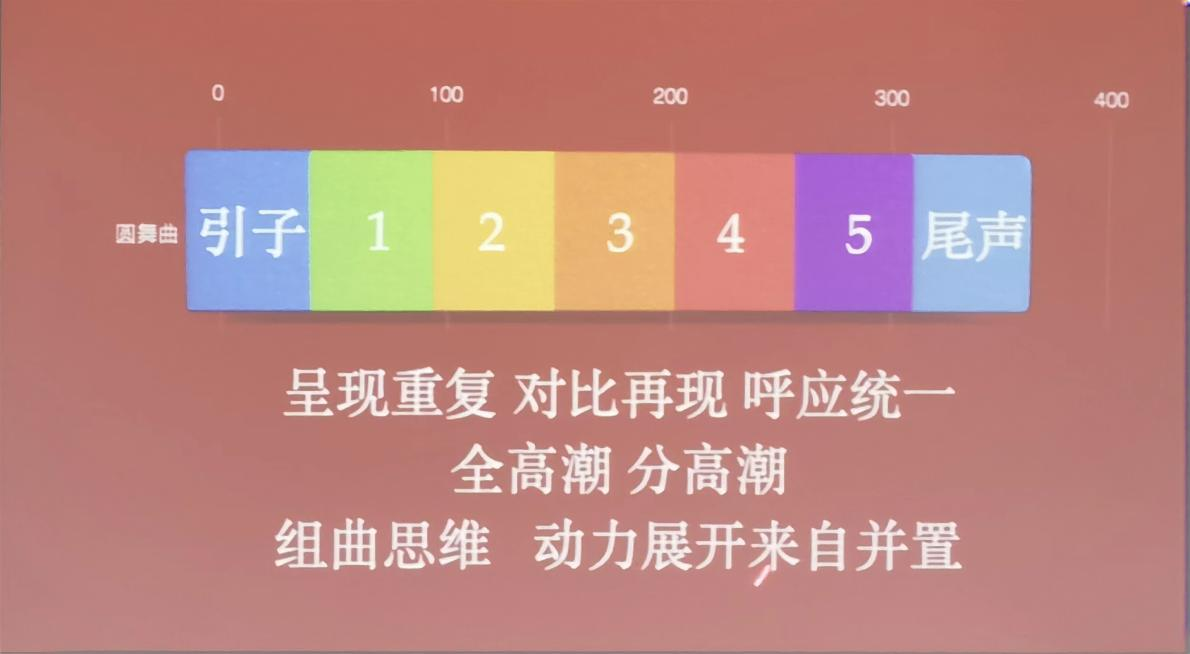 0 100 200 300 400
圆舞曲 引子 1 2 3 4 5 尾声
呈现重复 对比再现 呼应统一
全高潮 分高潮
组曲思维 动力展开来自并置